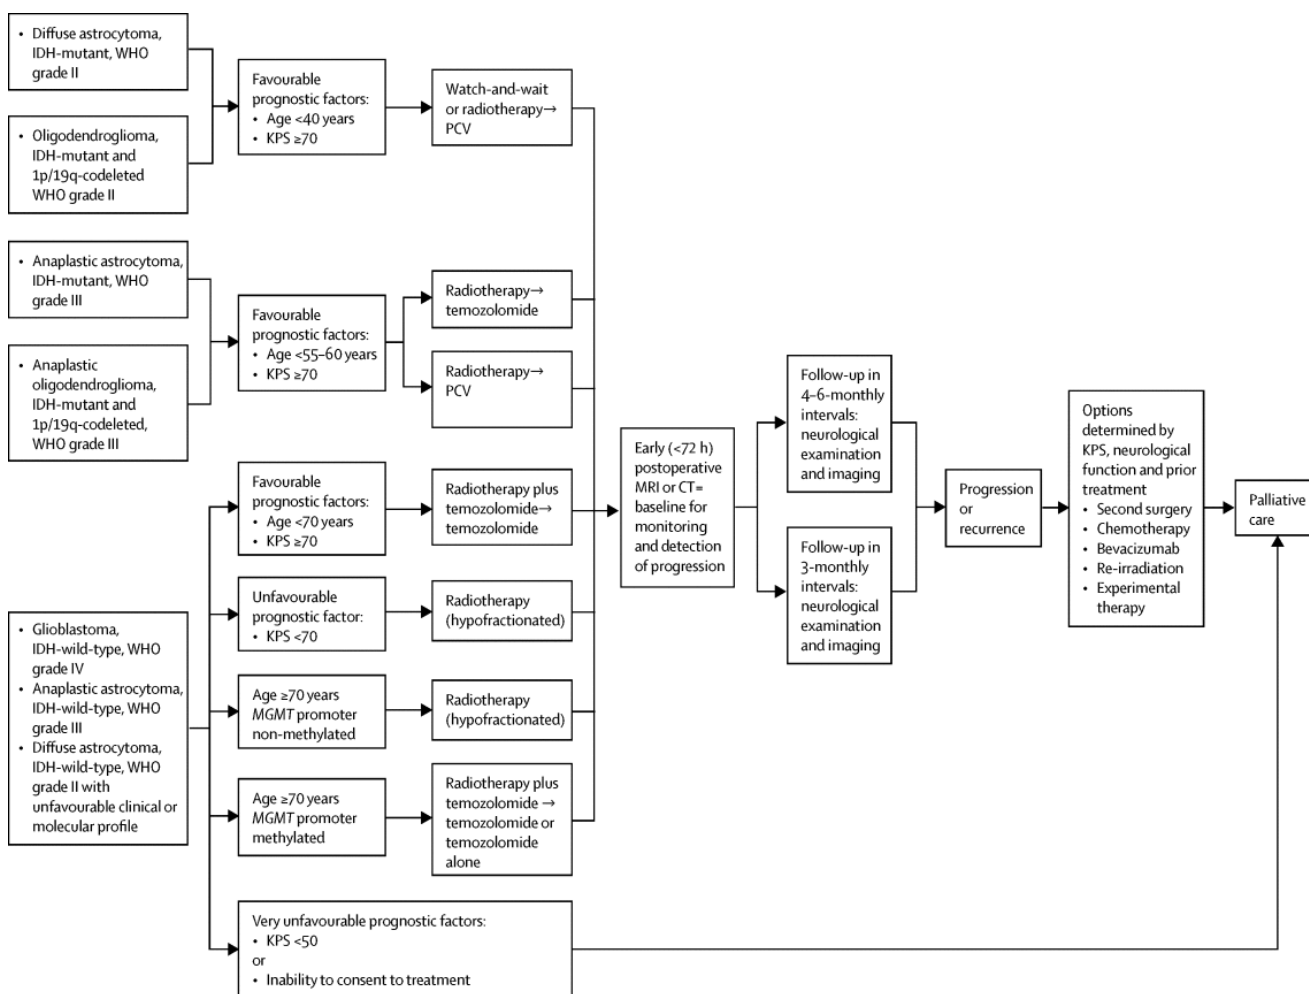 • Diffuse astrocytoma,
IDH-mutant, WHO
grade II
• Oligodendroglioma,
IDH-mutant and
1p/19q-codeleted
WHO grade II
Favourable
prognostic factors:
• Age <40 years
• KPS ≥70
Watch-and-wait
or radiotherapy→
PCV
• Anaplastic astrocytoma,
IDH-mutant, WHO
grade III
• Anaplastic
oligodendroglioma,
IDH-mutant and
1p/19q-codeleted,
WHO grade III
Favourable
prognostic factors:
• Age <55–60 years
• KPS ≥70
Radiotherapy→
temozolomide
Radiotherapy→
PCV
• Glioblastoma,
IDH-wild-type, WHO
grade IV
• Anaplastic astrocytoma,
IDH-wild-type, WHO
grade III
• Diffuse astrocytoma,
IDH-wild-type, WHO
grade II with
unfavourable clinical or
molecular profile
Favourable
prognostic factors:
• Age <70 years
• KPS ≥70
Radiotherapy plus
temozolomide→
temozolomide
Unfavourable
prognostic factor:
• KPS <70
Radiotherapy
(hypofractionated)
Age ≥70 years
MGMT promoter
non-methylated
Radiotherapy
(hypofractionated)
Age ≥70 years
MGMT promoter
methylated
Radiotherapy plus
temozolomide →
temozolomide or
temozolomide
alone
Very unfavourable prognostic factors:
• KPS <50
or
• Inability to consent to treatment
Early (<72 h)
postoperative
MRI or CT=
baseline for
monitoring
and detection
of progression
Follow-up in
4–6-monthly
intervals:
neurological
examination
and imaging
Follow-up in
3-monthly
intervals:
neurological
examination
and imaging
Progression
or
recurrence
Options
determined by
KPS, neurological
function and prior
treatment
• Second surgery
• Chemotherapy
• Bevacizumab
• Re-irradiation
• Experimental
therapy
Palliative
care